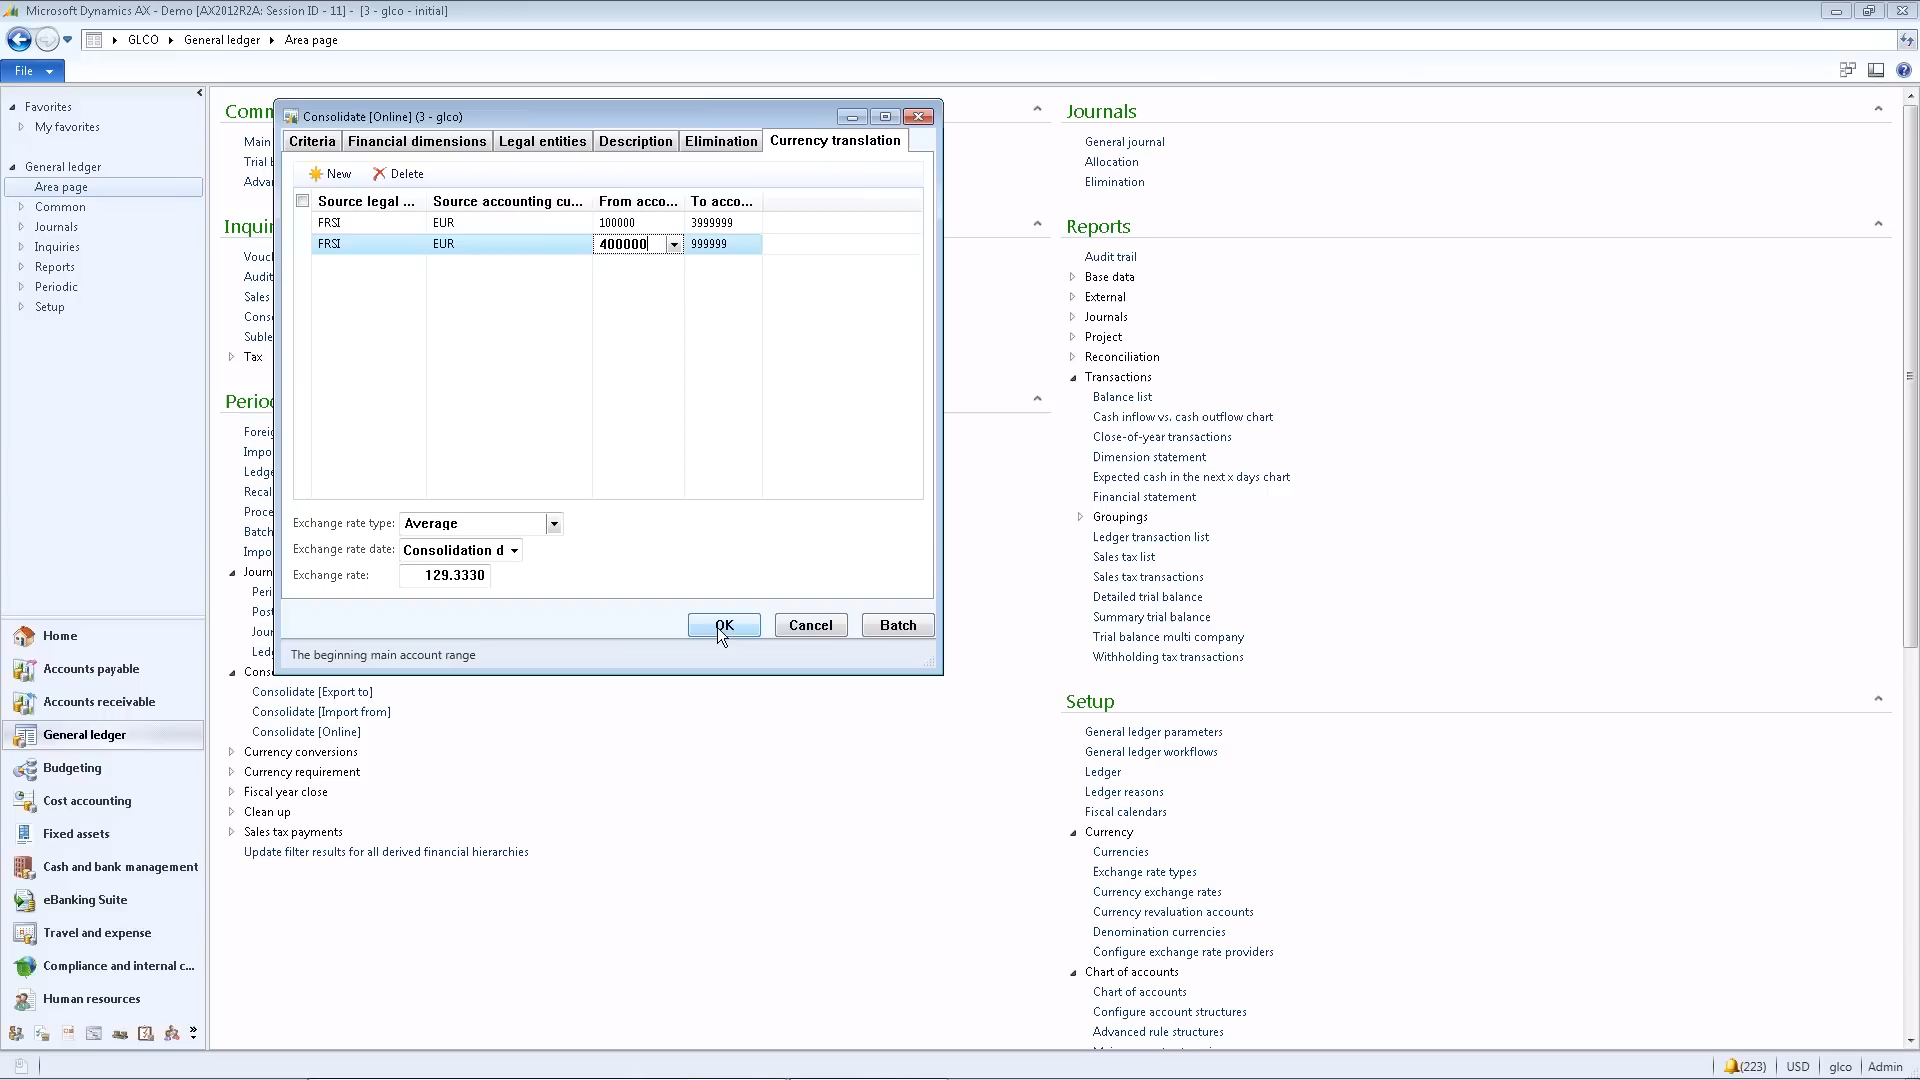 Microsoft Dynamics AX - Demo [AX2012R2A: Session ID - 11] - [3 - glco - initial]
GLCO General ledger Area page
File
Favorites
My favorites
General ledger
Area page
Common
Journals
Inquiries
Reports
Periodic
Setup
Home
Accounts payable
Accounts receivable
General ledger
Budgeting
Cost accounting
Fixed assets
Cash and bank management
eBanking Suite
Travel and expense
Compliance and internal c...
Human resources
Comm
Main
Trial b
Advar
Inquir
Vouch
Audit
Sales
Conso
Suble
Tax
Period
Foreig
Impo
Ledge
Recal
Proce
Batch
Impo
Journ
Peri
Post
Jour
Led
Cons
Consolidate [Export to]
Consolidate [Import from]
Consolidate [Online]
Currency conversions
Currency requirement
Fiscal year close
Clean up
Sales tax payments
Update filter results for all derived financial hierarchies
Consolidate [Online] (3 - glco)
Criteria Financial dimensions Legal entities Description Elimination Currency translation
New Delete
Source legal ... Source accounting cu... From acco... To acco...
FRSI EUR 100000 3999999
FRSI EUR 400000 999999
Exchange rate type: Average
Exchange rate date: Consolidation d
Exchange rate: 129.3330
OK Cancel Batch
The beginning main account range
Journals
General journal
Allocation
Elimination
Reports
Audit trail
Base data
External
Journals
Project
Reconciliation
Transactions
Balance list
Cash inflow vs. cash outflow chart
Close-of-year transactions
Dimension statement
Expected cash in the next x days chart
Financial statement
Groupings
Ledger transaction list
Sales tax list
Sales tax transactions
Detailed trial balance
Summary trial balance
Trial balance multi company
Withholding tax transactions
Setup
General ledger parameters
General ledger workflows
Ledger
Ledger reasons
Fiscal calendars
Currency
Currencies
Exchange rate types
Currency exchange rates
Currency revaluation accounts
Denomination currencies
Configure exchange rate providers
Chart of accounts
Chart of accounts
Configure account structures
Advanced rule structures
(223) USD glco Admin